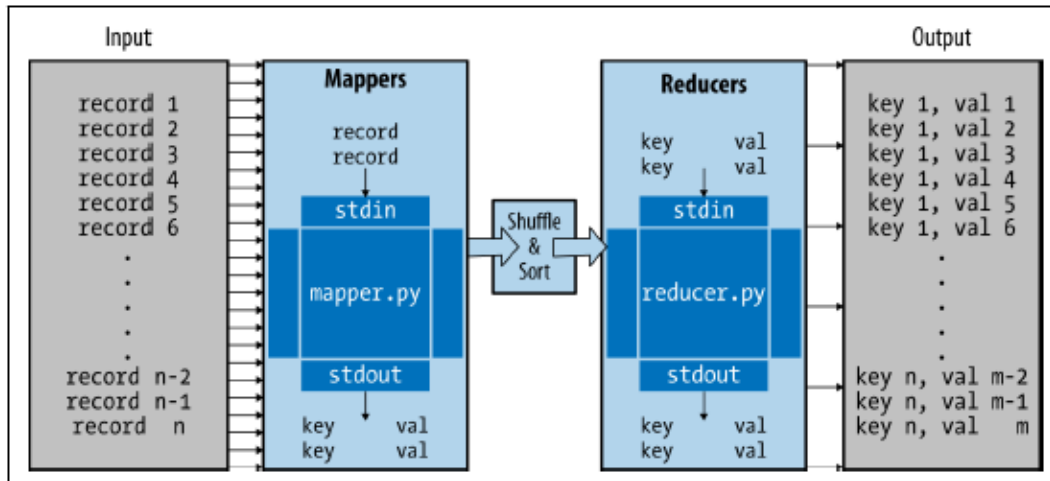 Input
record 1
record 2
record 3
record 4
record 5
record 6
.
.
.
.
.
record n-2
record n-1
record n
Mappers
record
record
stdin
mapper.py
stdout
key val
key val
Shuffle
&
Sort
Reducers
key val
key val
stdin
reducer.py
stdout
key val
key val
Output
key 1, val 1
key 1, val 2
key 1, val 3
key 1, val 4
key 1, val 5
key 1, val 6
.
.
.
.
.
key n, val m-2
key n, val m-1
key n, val m